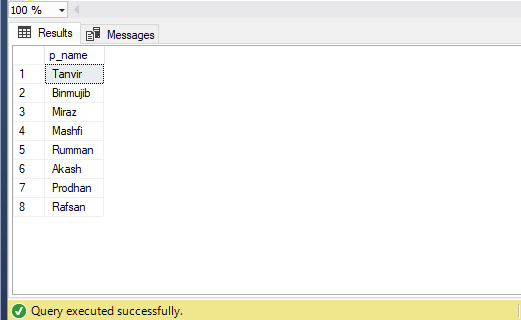 100 %
Results Messages
p_name
1 Tanvir
2 Binmujib
3 Miraz
4 Mashfi
5 Rumman
6 Akash
7 Prodhan
8 Rafsan
Query executed successfully.